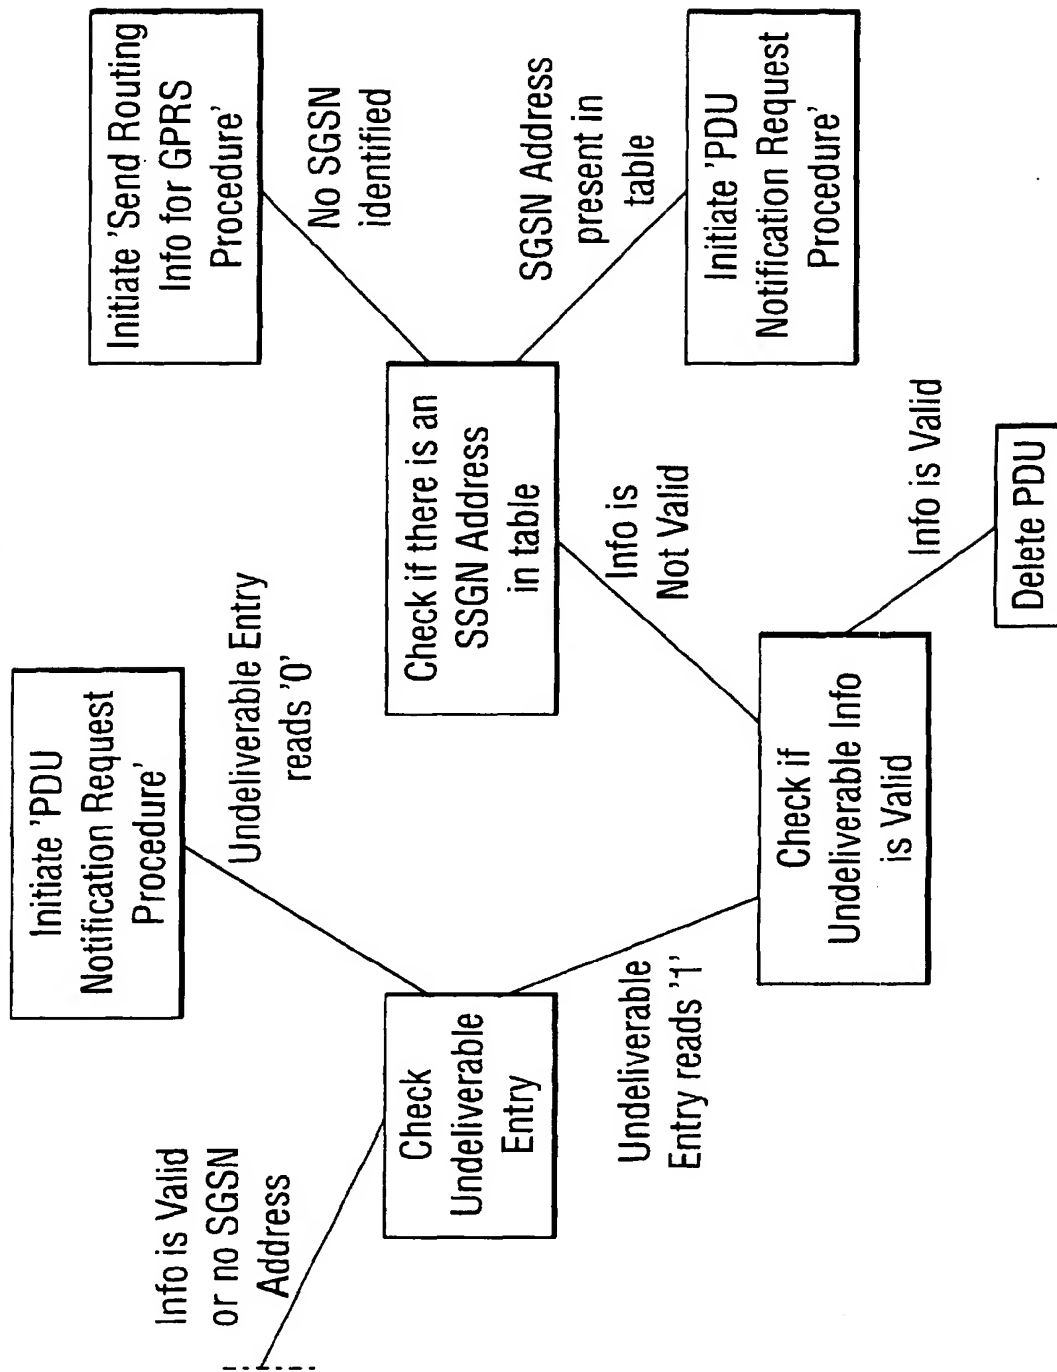 Info is Valid
or no SGSN
Address
Check
Undeliverable
Entry
Initiate 'PDU
Notification Request
Procedure'
Undeliverable Entry
reads '0'
Undeliverable
Entry reads '1'
Check if
Undeliverable Info
is Valid
Info is
Not Valid
Info is Valid
Delete PDU
Check if there is an
SSGN Address
in table
No SGSN
identified
Initiate 'Send Routing
Info for GPRS
Procedure'
SGSN Address
present in
table
Initiate 'PDU
Notification Request
Procedure'